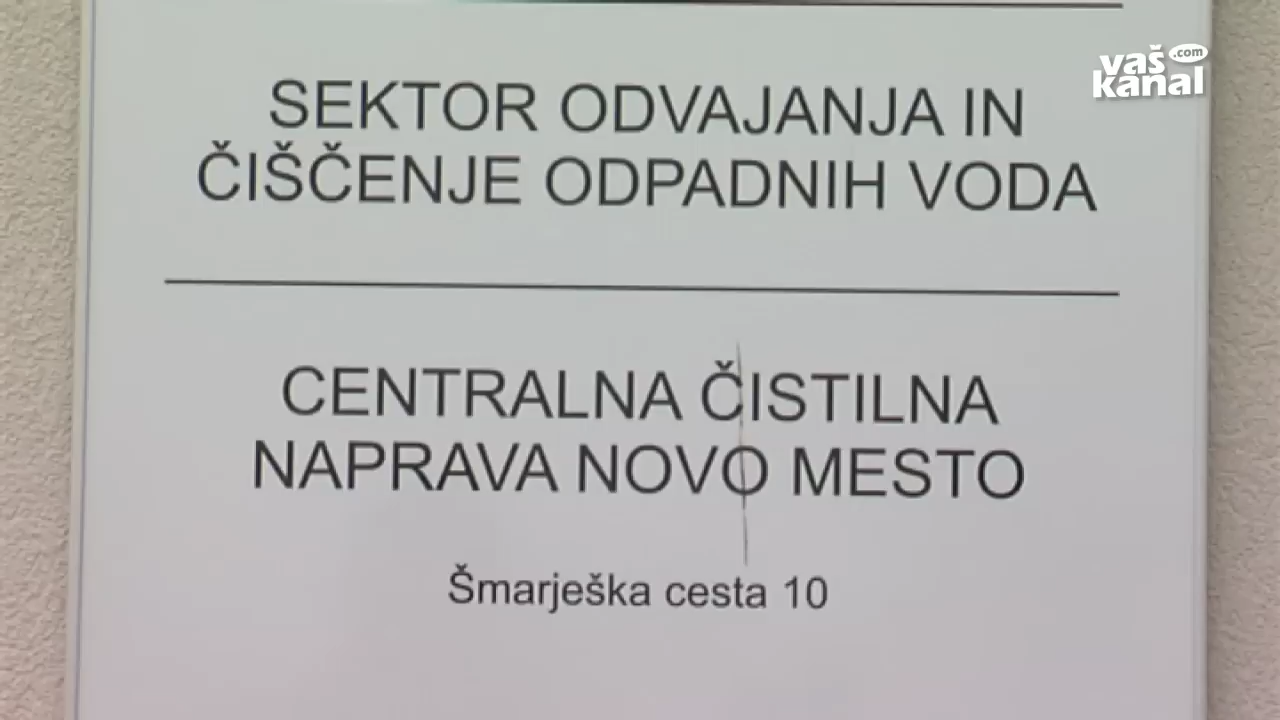 vaš .com
kanal
SEKTOR ODVAJANJA IN
ČIŠČENJE ODPADNIH VODA
CENTRALNA ČISTILNA
NAPRAVA NOVO MESTO
Šmarješka cesta 10